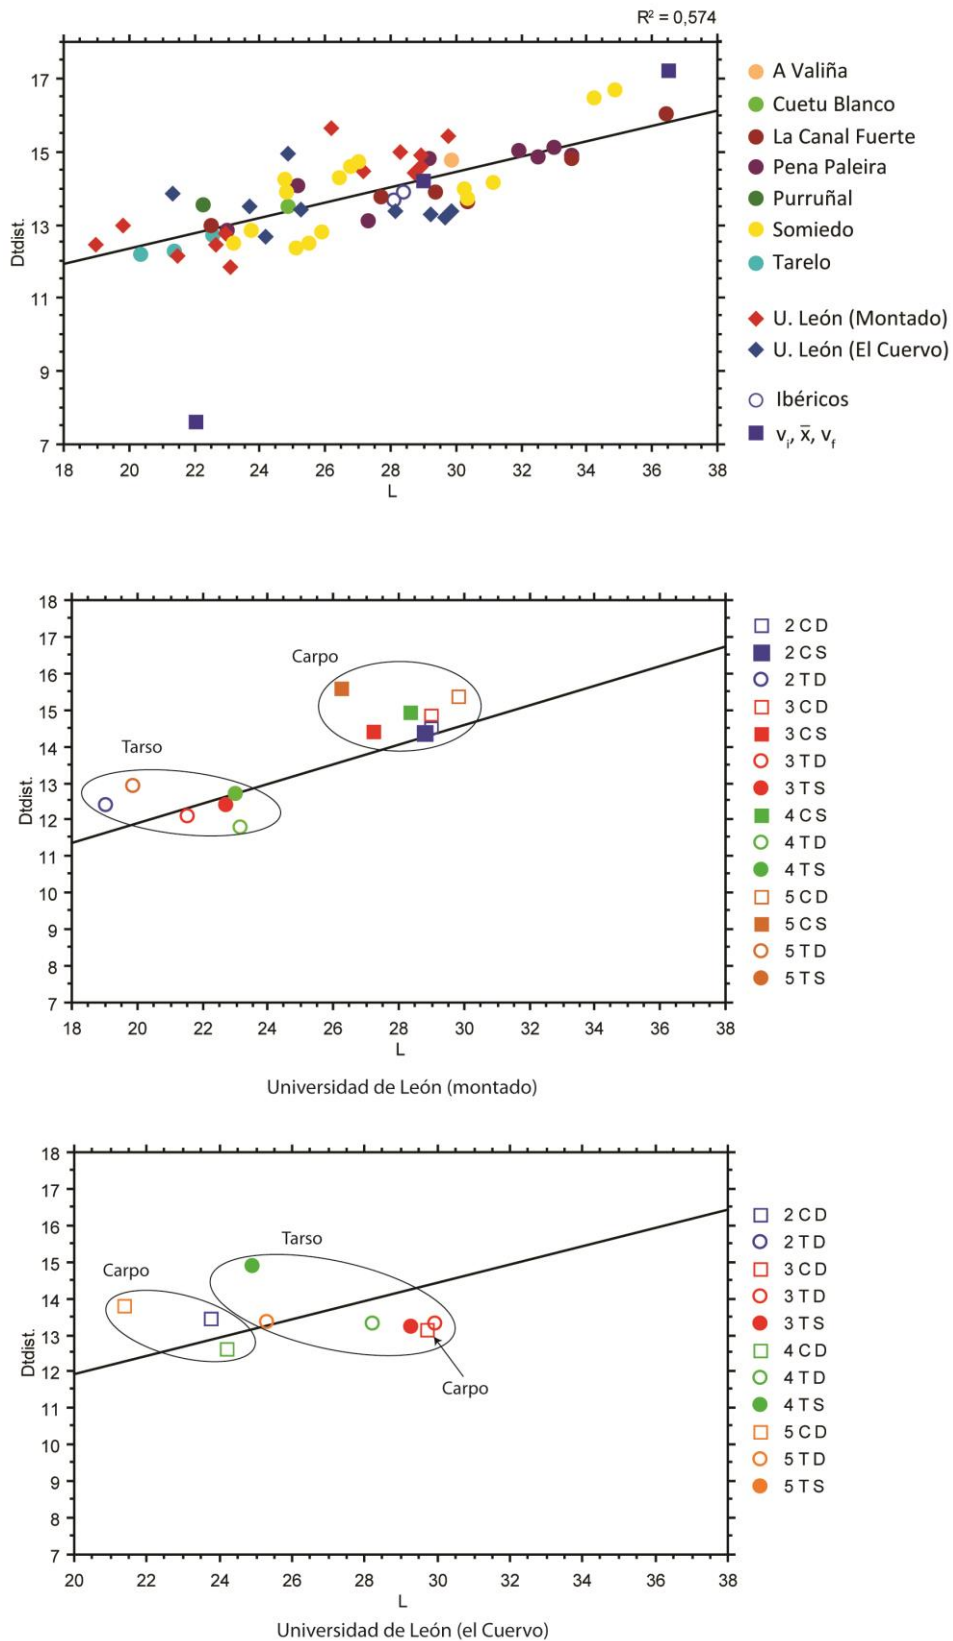 R² = 0,574
17
15
13
11
9
7
Dtdist.
18 20 22 24 26 28 30 32 34 36 38
L
A Valiña
Cuetu Blanco
La Canal Fuerte
Pena Paleira
Purruñal
Somiedo
Tarelo
U. León (Montado)
U. León (El Cuervo)
Ibéricos
vi, x̄, vf
18
17
16
15
14
13
12
11
10
9
8
7
Dtdist.
Carpo
Tarso
18 20 22 24 26 28 30 32 34 36 38
L
2 C D
2 C S
2 T D
3 C D
3 C S
3 T D
3 T S
4 C S
4 T D
4 T S
5 C D
5 C S
5 T D
5 T S
Universidad de León (montado)
18
17
16
15
14
13
12
11
10
9
8
7
Dtdist.
Tarso
Carpo
Carpo
20 22 24 26 28 30 32 34 36 38
L
2 C D
2 T D
3 C D
3 T D
3 T S
4 C D
4 T D
4 T S
5 C D
5 T D
5 T S
Universidad de León (el Cuervo)